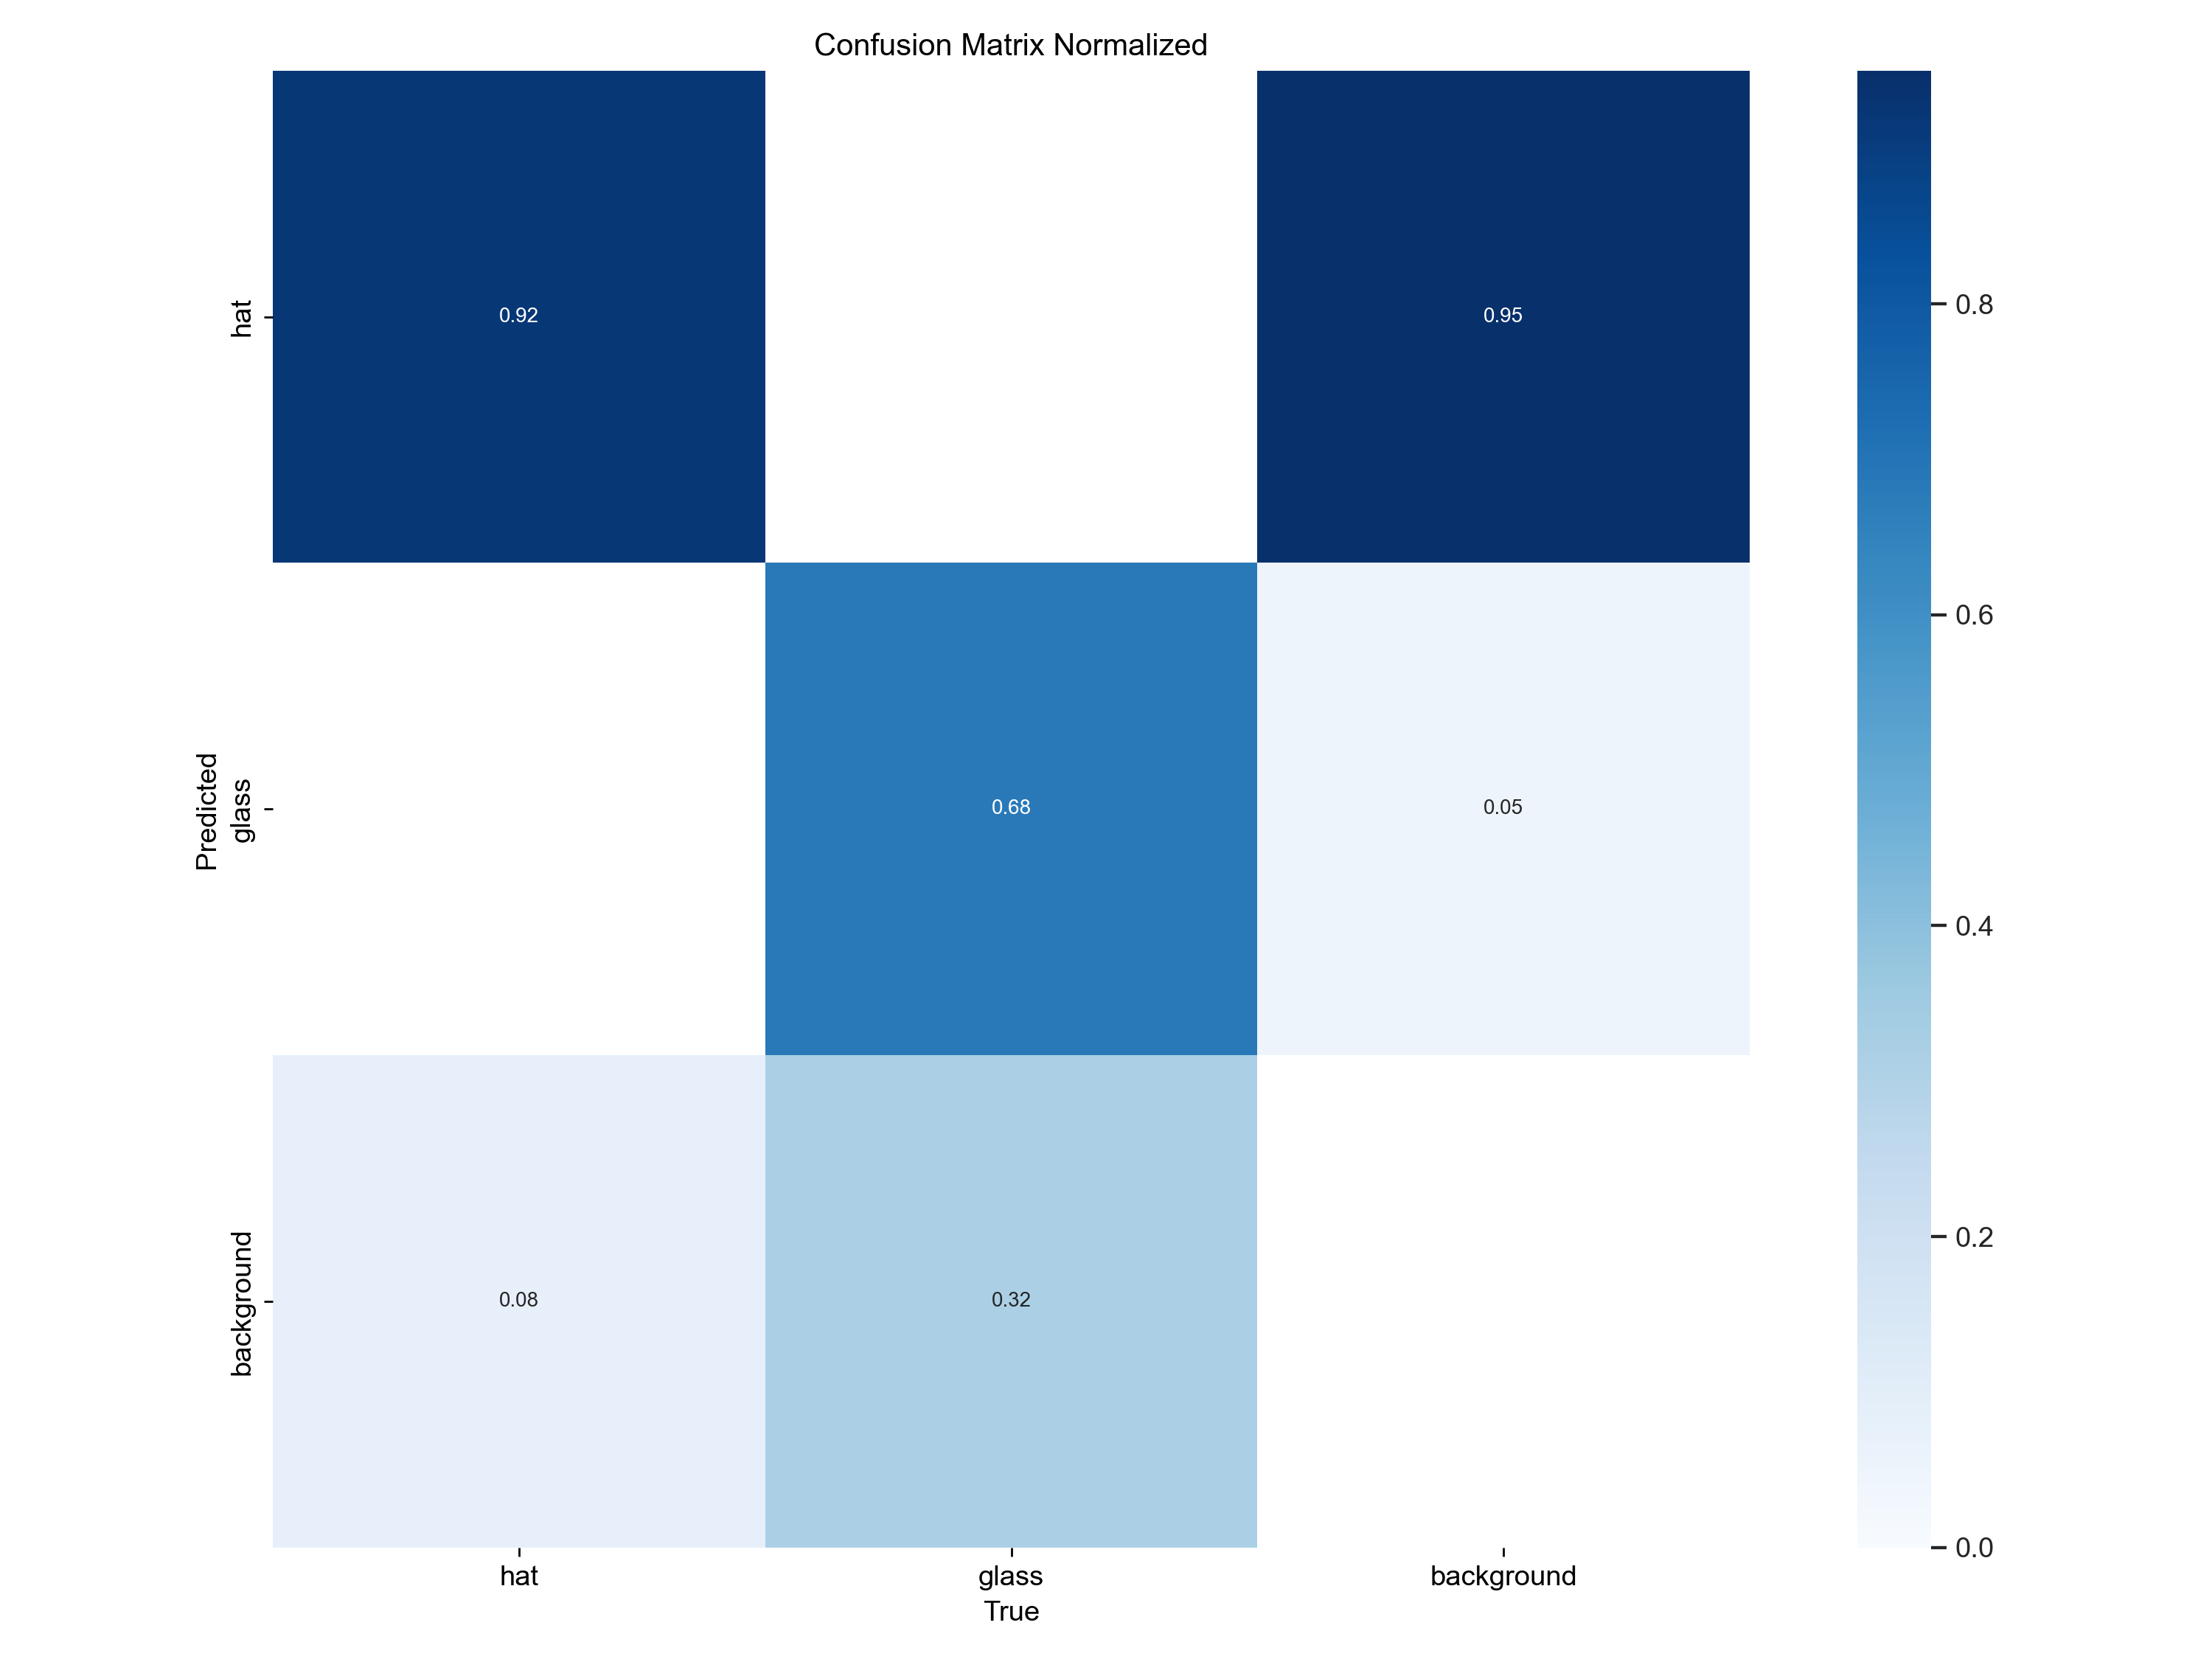 Confusion Matrix Normalized
hat
0.92
0.95
0.8
0.6
Predicted
glass
0.68
0.05
0.4
background
0.08
0.32
0.2
0.0
hat
glass
background
True